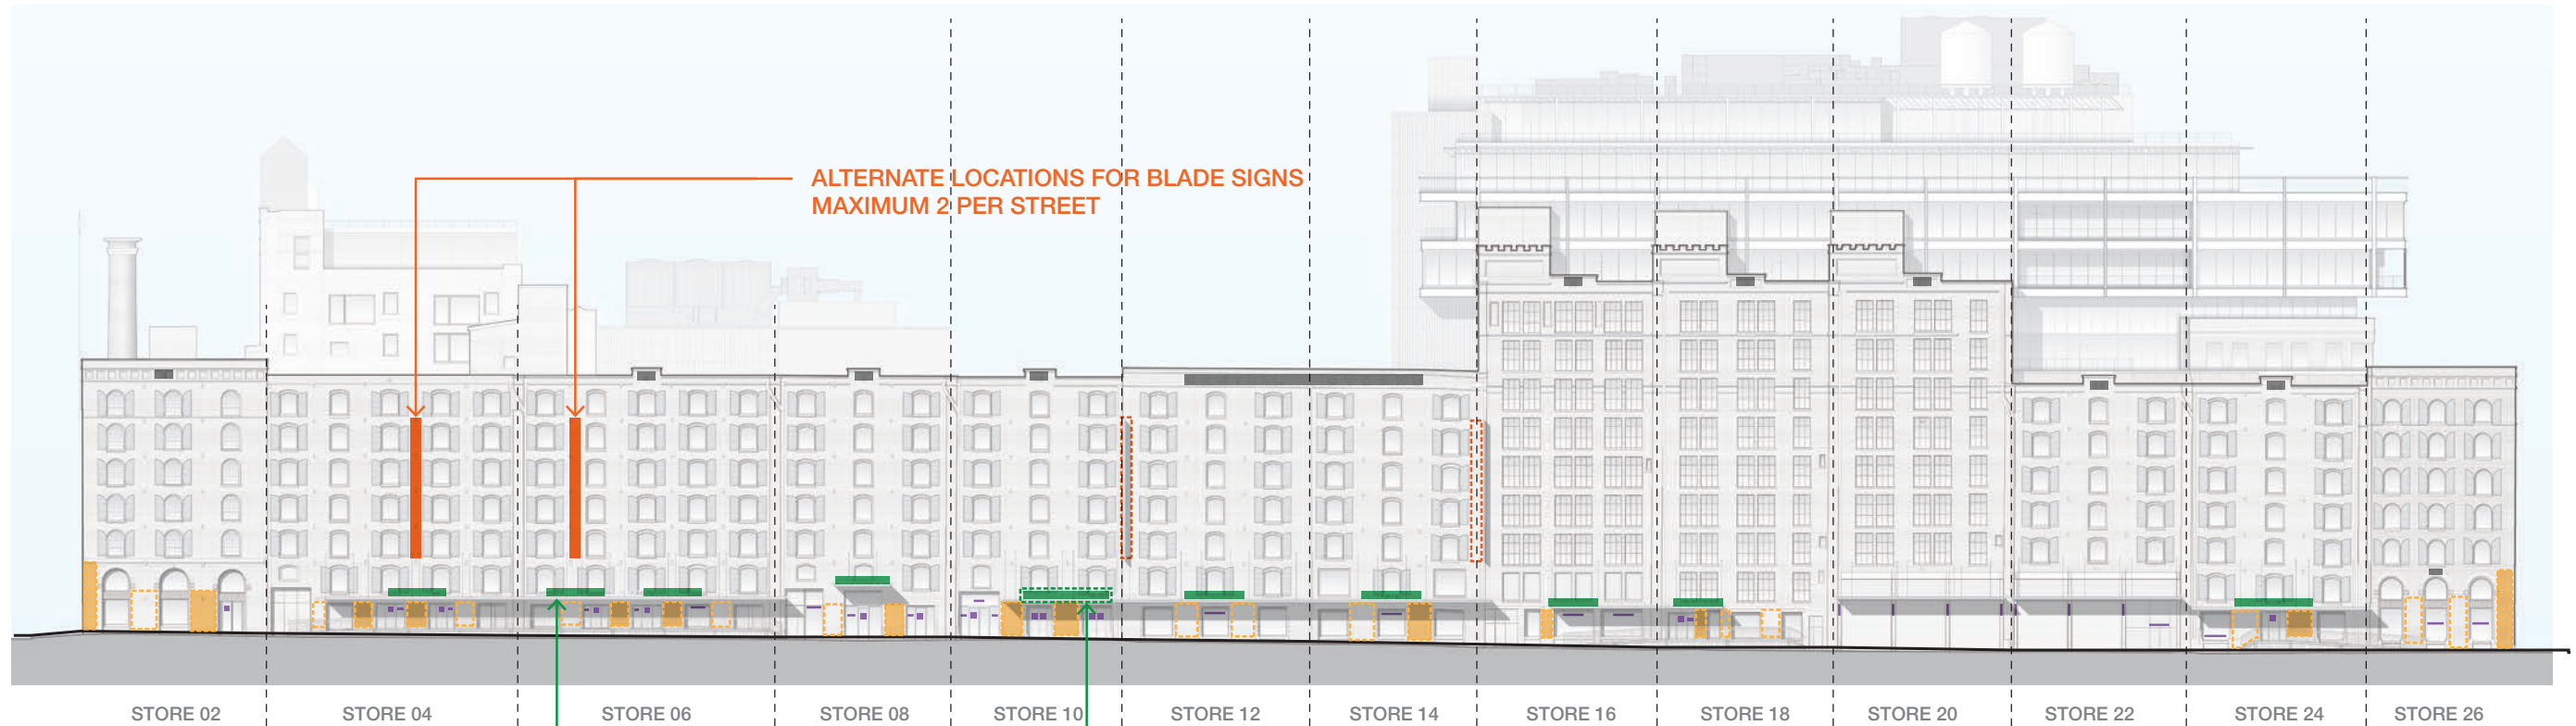 ALTERNATE LOCATIONS FOR BLADE SIGNS
MAXIMUM 2 PER STREET
STORE 02
STORE 04
STORE 06
STORE 08
STORE 10
STORE 12
STORE 14
STORE 16
STORE 18
STORE 20
STORE 22
STORE 24
STORE 26